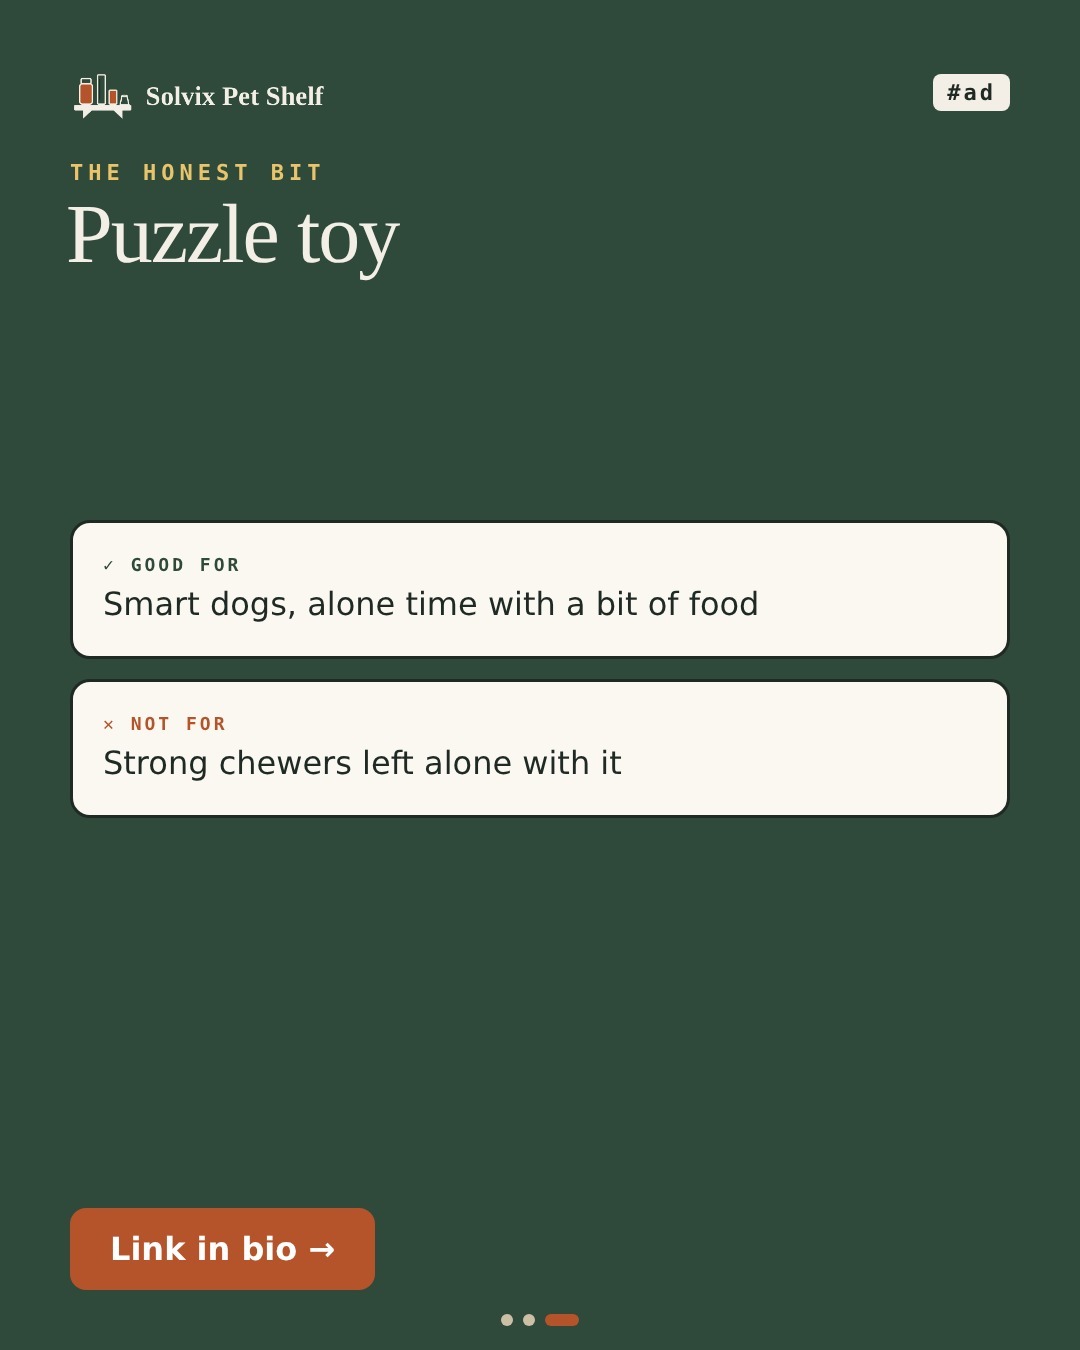 Solvix Pet Shelf
#ad
THE HONEST BIT
Puzzle toy
✓ GOOD FOR
Smart dogs, alone time with a bit of food
× NOT FOR
Strong chewers left alone with it
Link in bio →